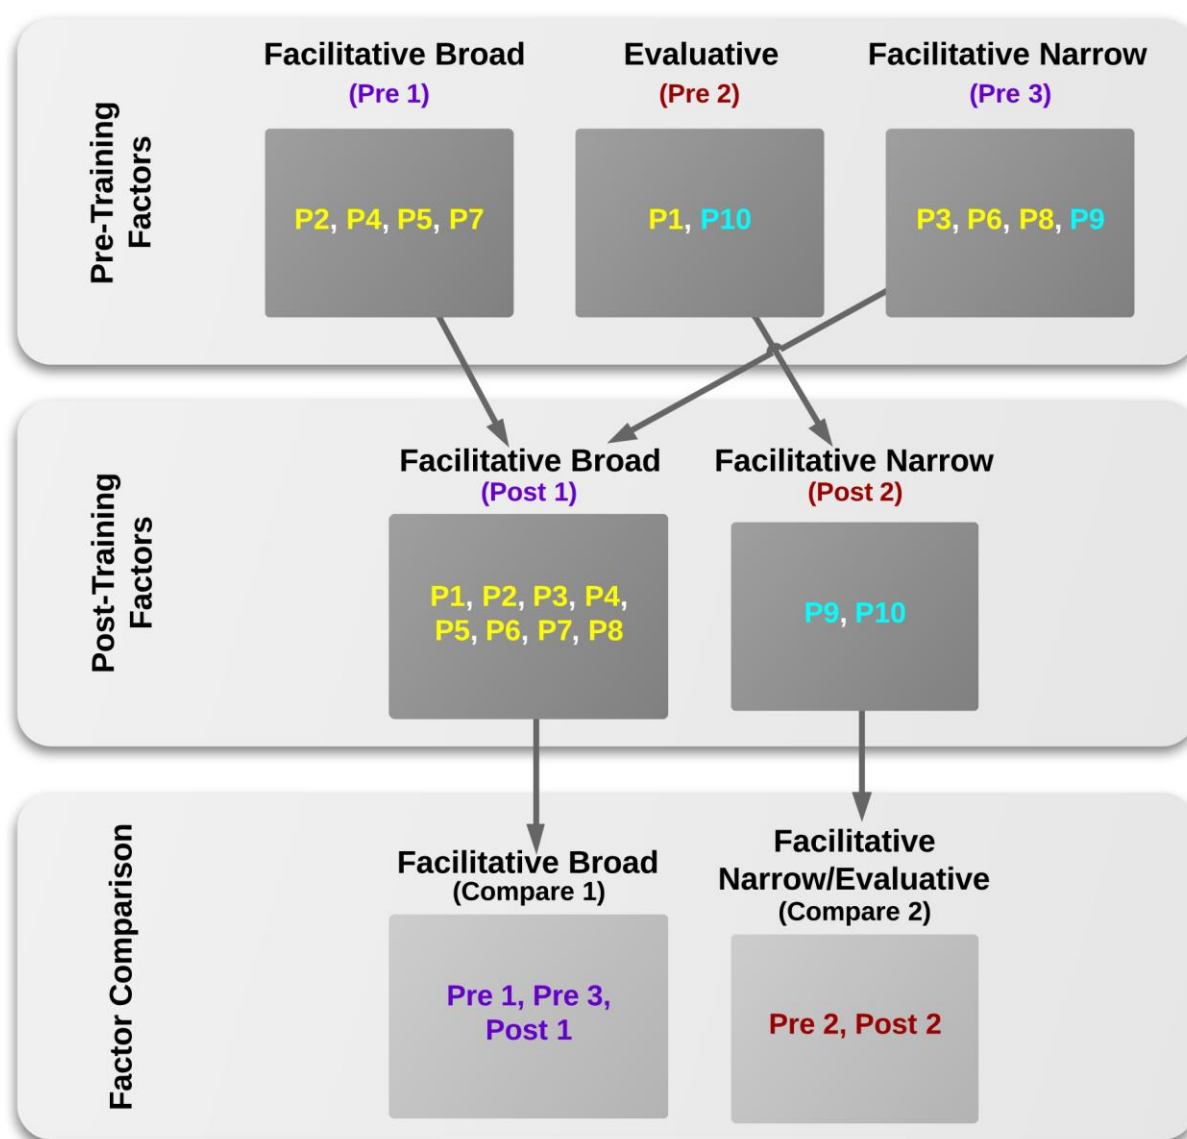 Pre-Training
Factors
Facilitative Broad
(Pre 1)
P2, P4, P5, P7
Evaluative
(Pre 2)
P1, P10
Facilitative Narrow
(Pre 3)
P3, P6, P8, P9
Post-Training
Factors
Facilitative Broad
(Post 1)
P1, P2, P3, P4,
P5, P6, P7, P8
Facilitative Narrow
(Post 2)
P9, P10
Factor Comparison
Facilitative Broad
(Compare 1)
Pre 1, Pre 3,
Post 1
Facilitative
Narrow/Evaluative
(Compare 2)
Pre 2, Post 2